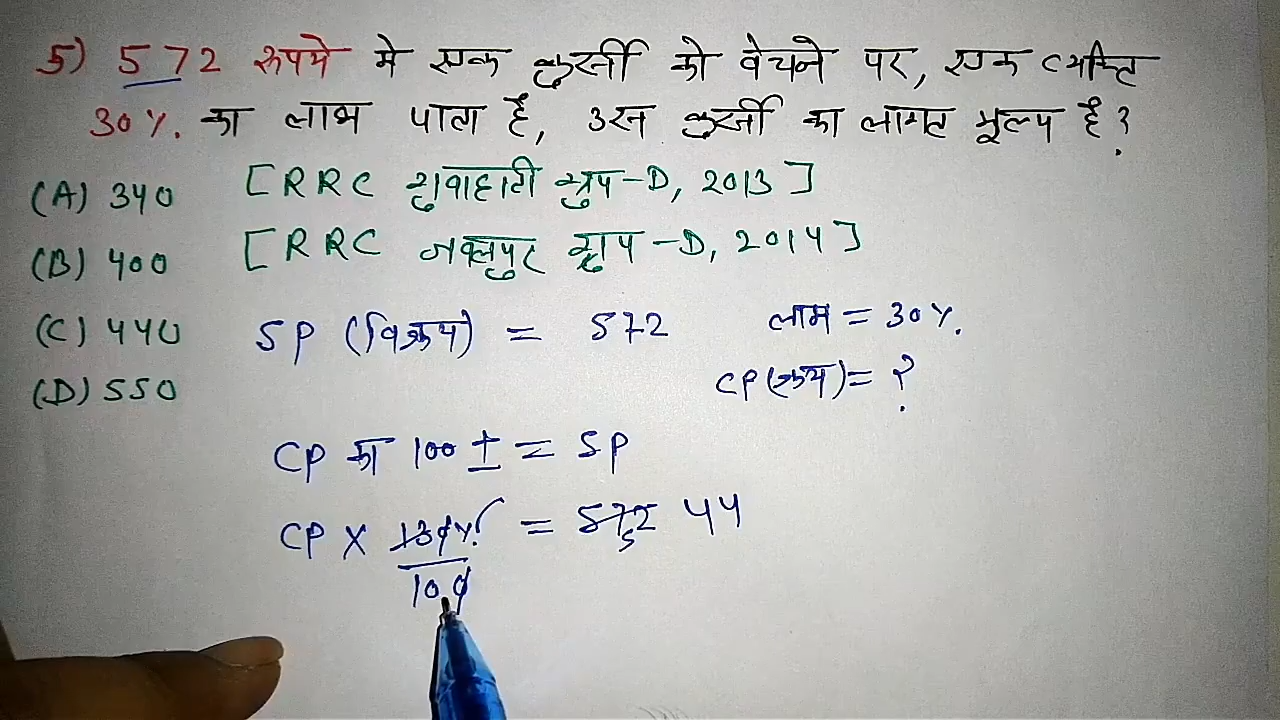 5) 572 रूपये मे एक कुर्सी को बेचने पर, एक व्यक्ति
30%. का लाभ पाता है, उस कुर्सी का लागत मूल्य है?
(A) 340 [RRC गुवाहाटी ग्रुप-D, 2013]
(B) 400 [RRC जबलपुर ग्रुप-D, 2014]
(C) 440 SP (विक्रय) = 572 लाभ = 30%.
(D) 550 CP (क्रय) = ?
CP का 100 ± = SP
CP × 130% = 572 44
5
100